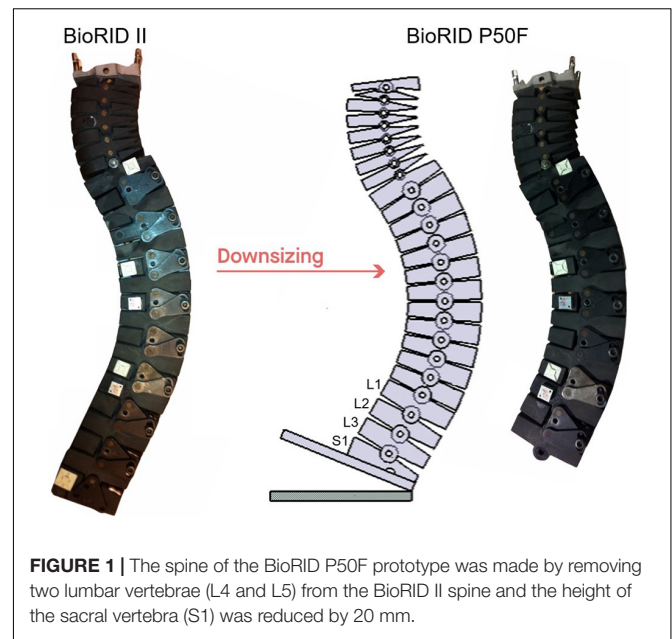 BioRID II
BioRID P50F
Downsizing
L1
L2
L3
S1
FIGURE 1 | The spine of the BioRID P50F prototype was made by removing
two lumbar vertebrae (L4 and L5) from the BioRID II spine and the height of
the sacral vertebra (S1) was reduced by 20 mm.